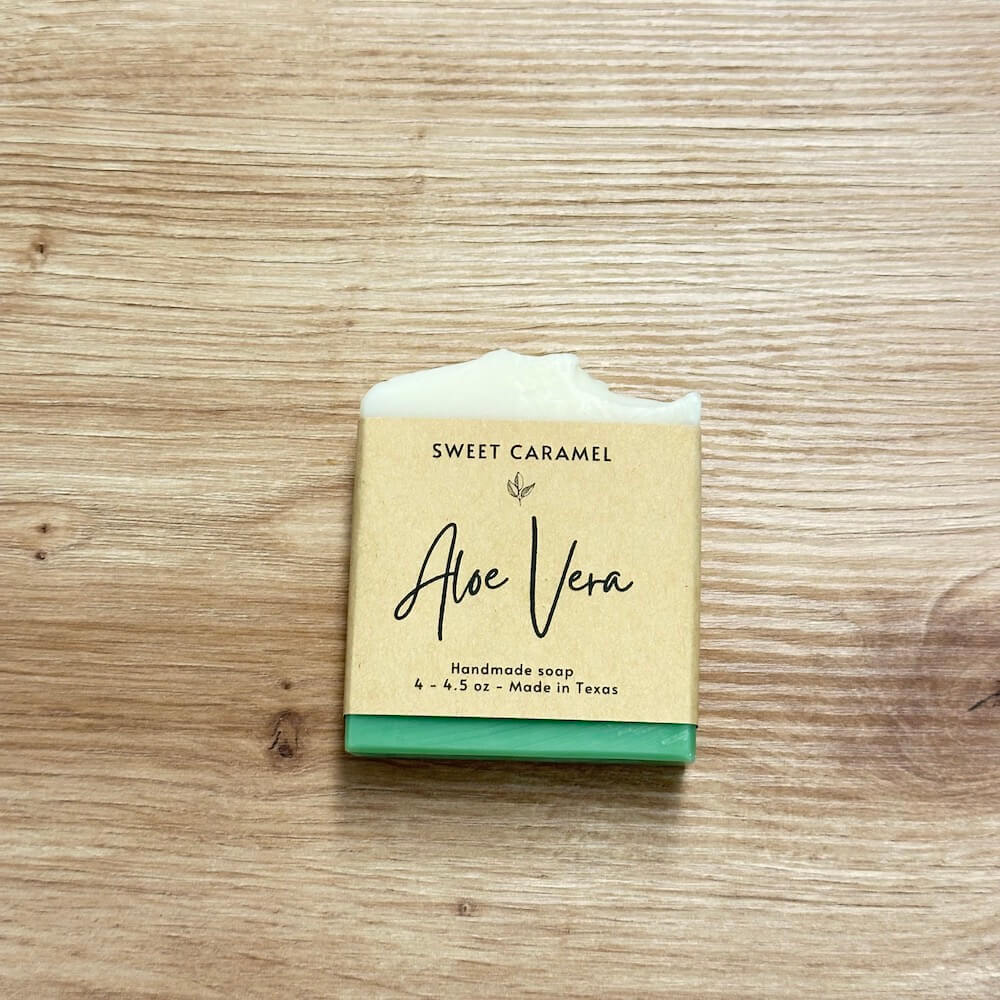 SWEET CARAMEL
Aloe Vera
Handmade soap
4 - 4.5 oz - Made in Texas